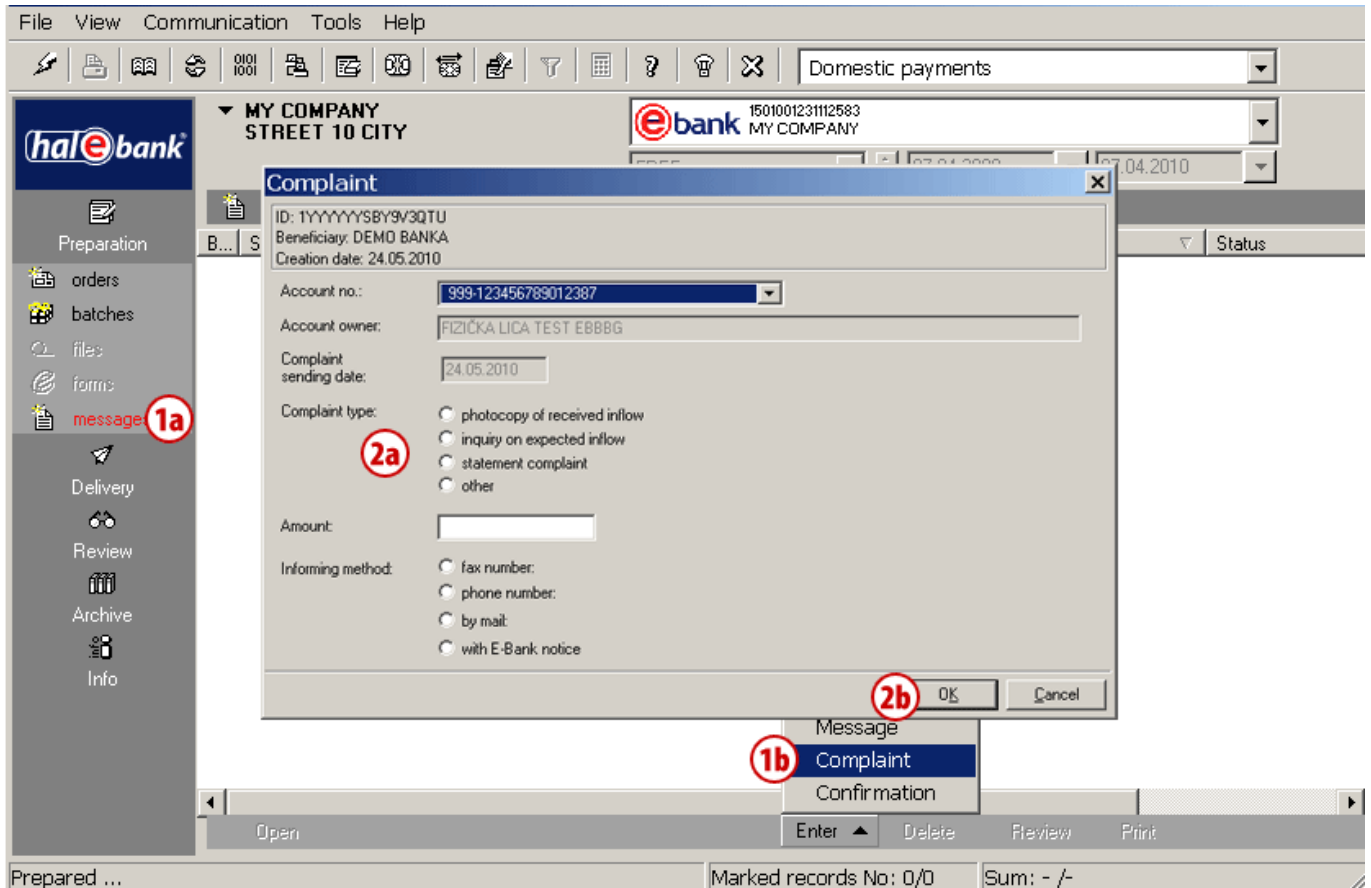 File View Communication Tools Help
Domestic payments
hal e bank
MY COMPANY
STREET 10 CITY
ebank 1501001231112583
MY COMPANY
07.04.2010
Preparation
B... S
Status
orders
batches
files
forms
messages 1a
Delivery
Review
Archive
Info
Complaint
ID: 1YYYYYYSBY9V3QTU
Beneficiary: DEMO BANKA
Creation date: 24.05.2010
Account no.: 999-123456789012387
Account owner: FIZIČKA LICA TEST EBBBG
Complaint
sending date: 24.05.2010
Complaint type: photocopy of received inflow
inquiry on expected inflow
2a
statement complaint
other
Amount:
Informing method: fax number:
phone number:
by mail:
with E-Bank notice
2b OK Cancel
Message
1b Complaint
Confirmation
Open Enter Delete Review Print
Prepared ... Marked records No: 0/0 Sum: - /-